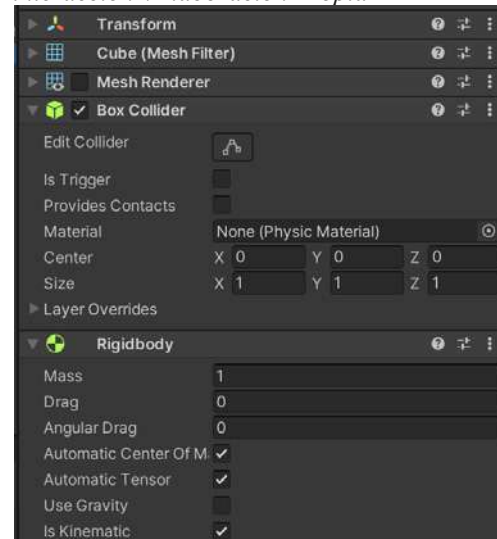 Transform
Cube (Mesh Filter)
Mesh Renderer
Box Collider
Edit Collider
Is Trigger
Provides Contacts
Material None (Physic Material)
Center X 0 Y 0 Z 0
Size X 1 Y 1 Z 1
Layer Overrides
Rigidbody
Mass 1
Drag 0
Angular Drag 0
Automatic Center Of M
Automatic Tensor
Use Gravity
Is Kinematic